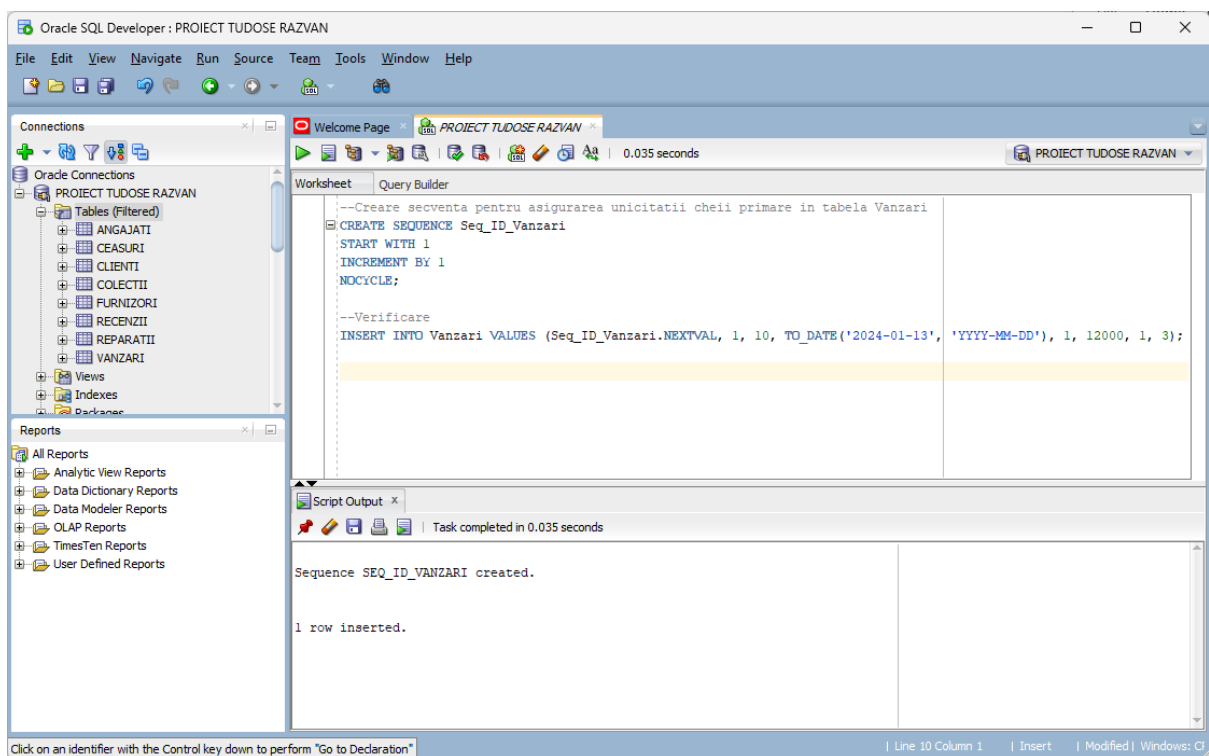 Oracle SQL Developer : PROIECT TUDOSE RAZVAN
File Edit View Navigate Run Source Team Tools Window Help
Connections
Oracle Connections
PROIECT TUDOSE RAZVAN
Tables (Filtered)
ANGAJATI
CEASURI
CLIENTI
COLECTII
FURNIZORI
RECENZII
REPARATII
VANZARI
Views
Indexes
Packages
Reports
All Reports
Analytic View Reports
Data Dictionary Reports
Data Modeler Reports
OLAP Reports
TimesTen Reports
User Defined Reports
Welcome Page
PROIECT TUDOSE RAZVAN
0.035 seconds
PROIECT TUDOSE RAZVAN
Worksheet Query Builder
--Creare secventa pentru asigurarea unicitatii cheii primare in tabela Vanzari
CREATE SEQUENCE Seq_ID_Vanzari
START WITH 1
INCREMENT BY 1
NOCYCLE;
--Verificare
INSERT INTO Vanzari VALUES (Seq_ID_Vanzari.NEXTVAL, 1, 10, TO_DATE('2024-01-13', 'YYYY-MM-DD'), 1, 12000, 1, 3);
Script Output
Task completed in 0.035 seconds
Sequence SEQ_ID_VANZARI created.
1 row inserted.
Click on an identifier with the Control key down to perform "Go to Declaration"
| Line 10 Column 1 | Insert | Modified | Windows: